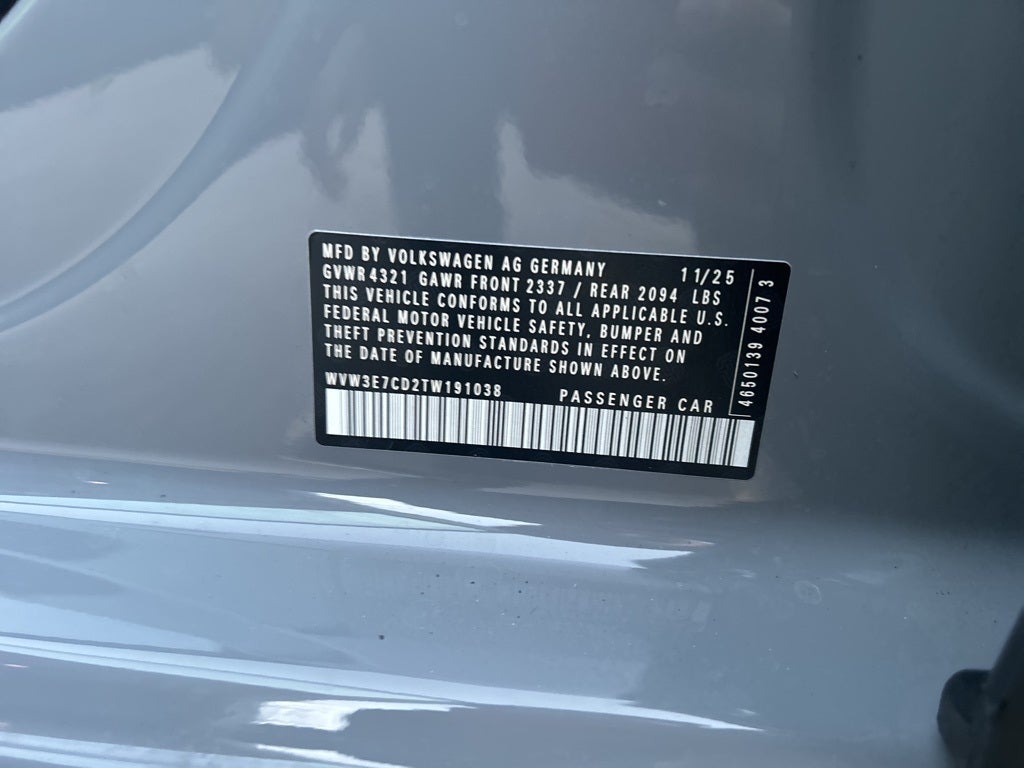 MFD BY VOLKSWAGEN AG GERMANY 11/25
GVWR 4321 GAWR FRONT 2337 / REAR 2094 LBS
THIS VEHICLE CONFORMS TO ALL APPLICABLE U.S.
FEDERAL MOTOR VEHICLE SAFETY, BUMPER AND
THEFT PREVENTION STANDARDS IN EFFECT ON
THE DATE OF MANUFACTURE SHOWN ABOVE.
WVW3E7CD2TW191038 PASSENGER CAR
4650139 4007 3